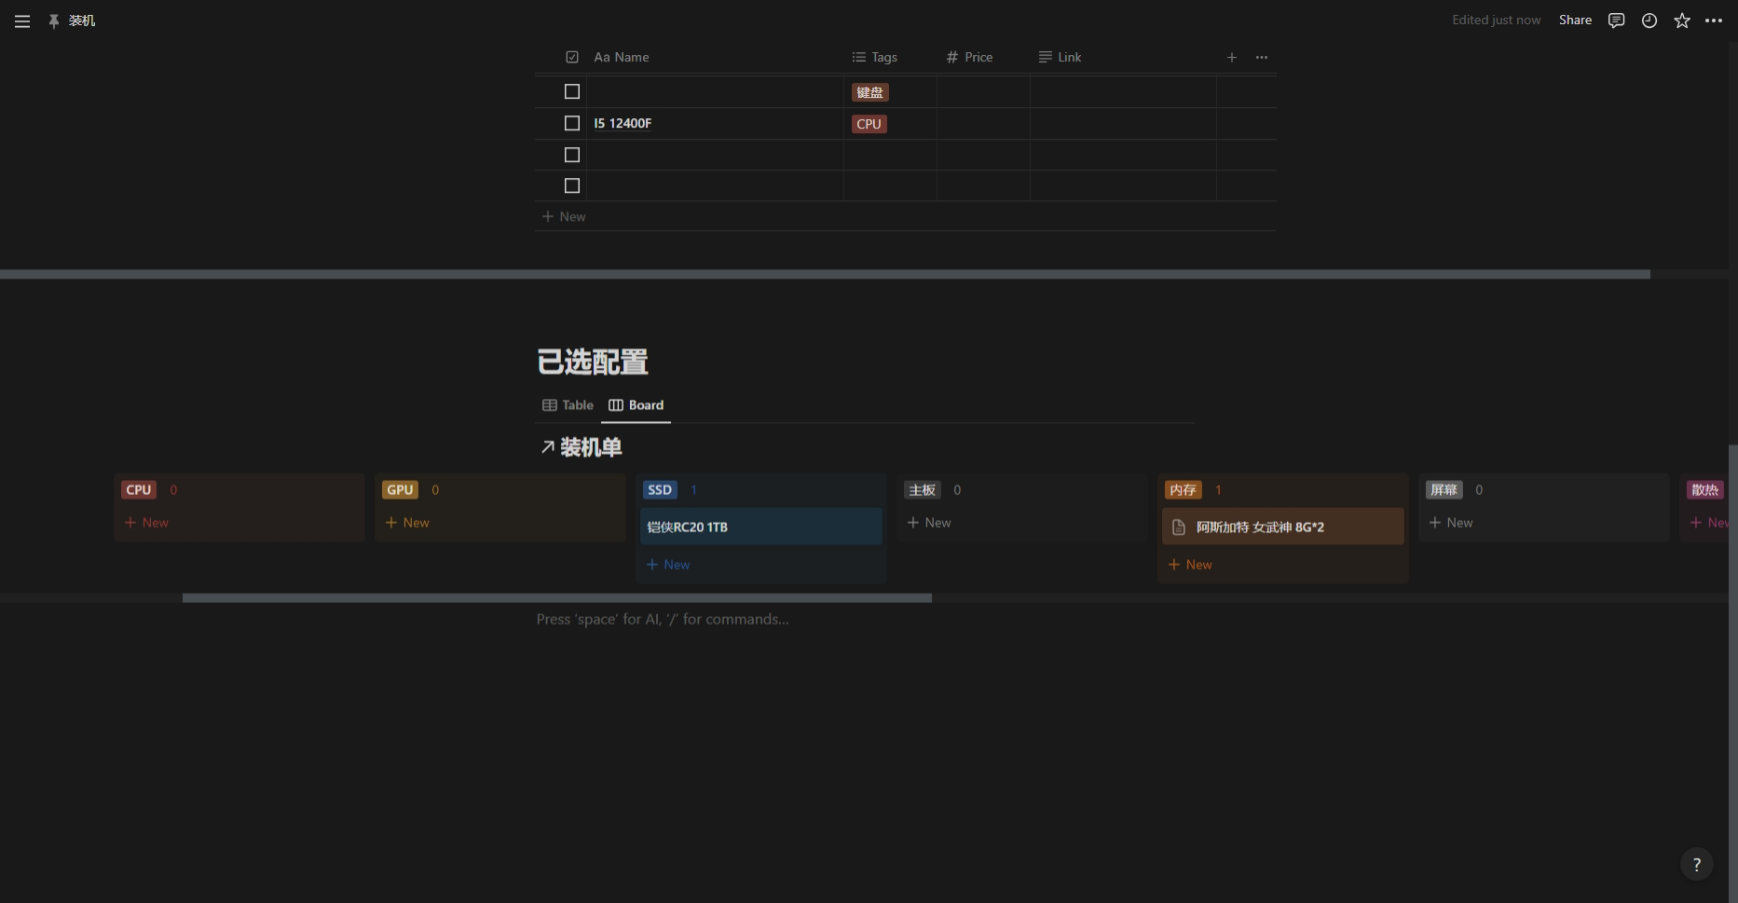 装机 Edited just now Share
Aa Name Tags # Price Link
键盘
I5 12400F CPU
+ New
已选配置
Table Board
装机单
CPU 0 GPU 0 SSD 1 主板 0 内存 1 屏幕 0 散热
+ New + New 铠侠RC20 1TB + New 阿斯加特 女武神 8G*2 + New + New
+ New + New
Press 'space' for AI, '/' for commands...
?